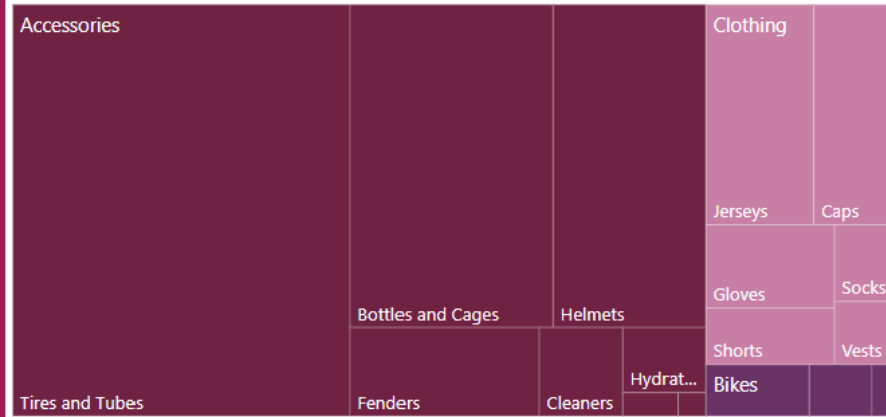 Accessories
Clothing
Jerseys
Caps
Gloves
Socks
Bottles and Cages
Helmets
Shorts
Vests
Hydrat...
Bikes
Tires and Tubes
Fenders
Cleaners